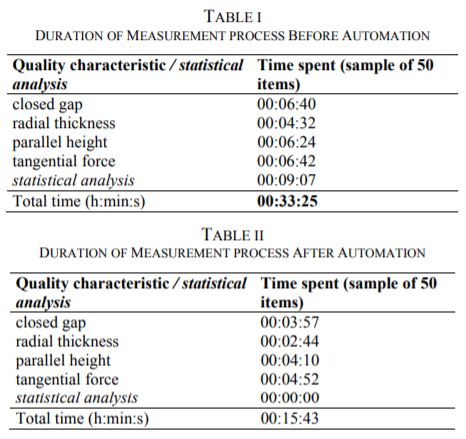 TABLE I
DURATION OF MEASUREMENT PROCESS BEFORE AUTOMATION
Quality characteristic / statistical analysis Time spent (sample of 50 items)
closed gap 00:06:40
radial thickness 00:04:32
parallel height 00:06:24
tangential force 00:06:42
statistical analysis 00:09:07
Total time (h:min:s) 00:33:25
TABLE II
DURATION OF MEASUREMENT PROCESS AFTER AUTOMATION
Quality characteristic / statistical analysis Time spent (sample of 50 items)
closed gap 00:03:57
radial thickness 00:02:44
parallel height 00:04:10
tangential force 00:04:52
statistical analysis 00:00:00
Total time (h:min:s) 00:15:43